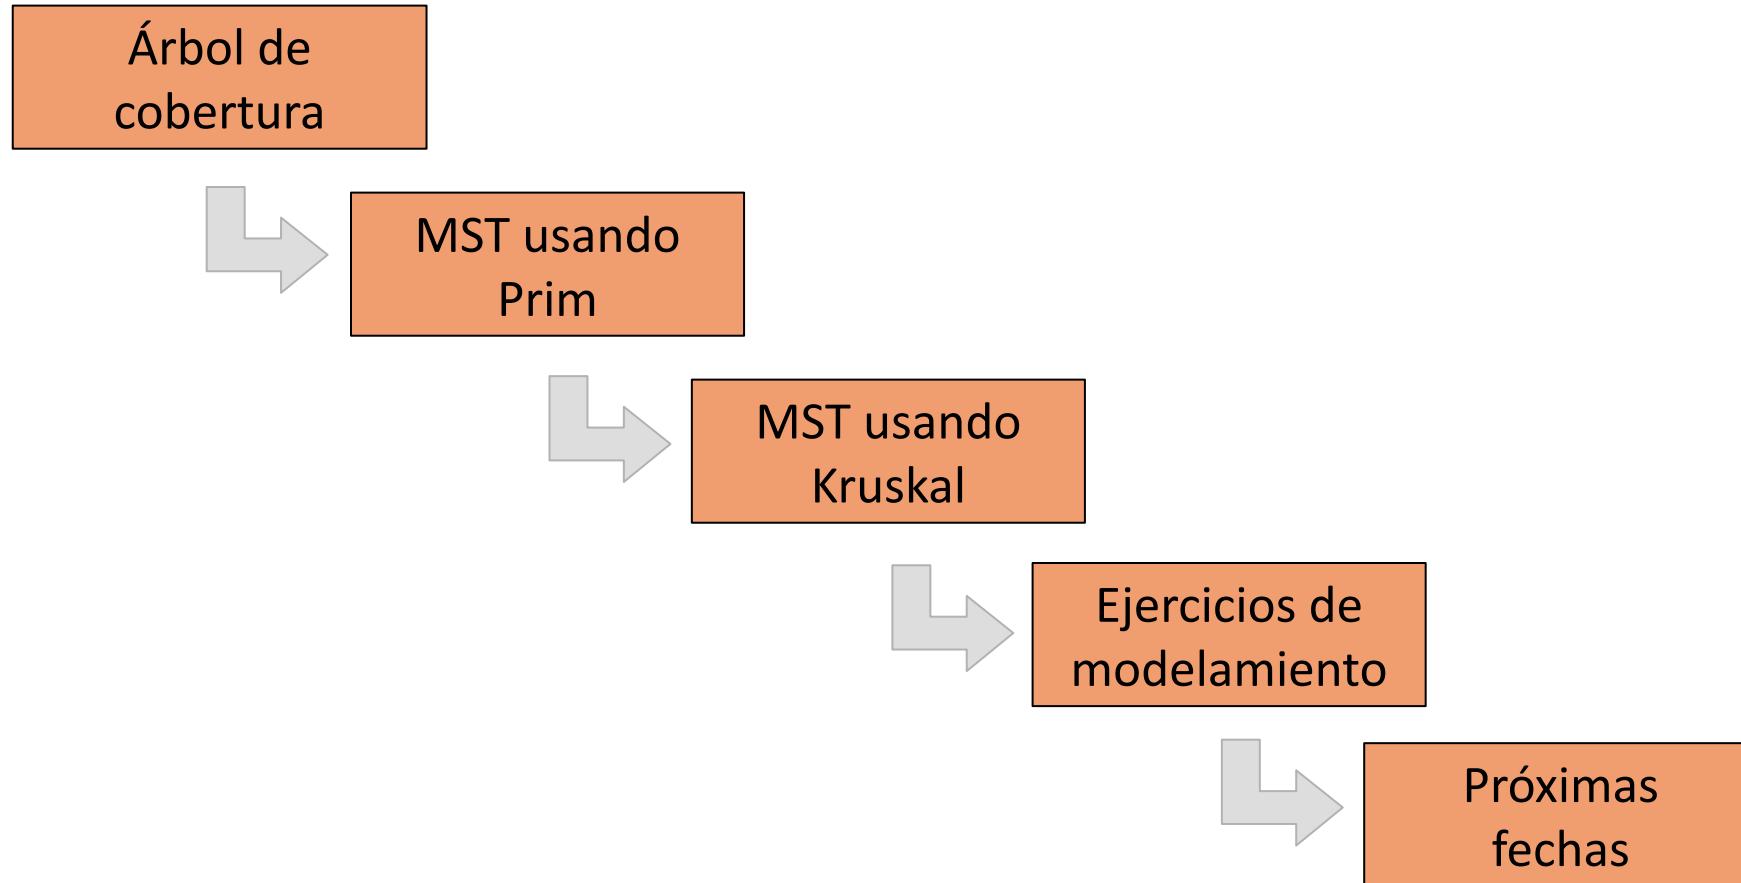 Árbol de
cobertura
MST usando
Prim
MST usando
Kruskal
Ejercicios de
modelamiento
Próximas
fechas